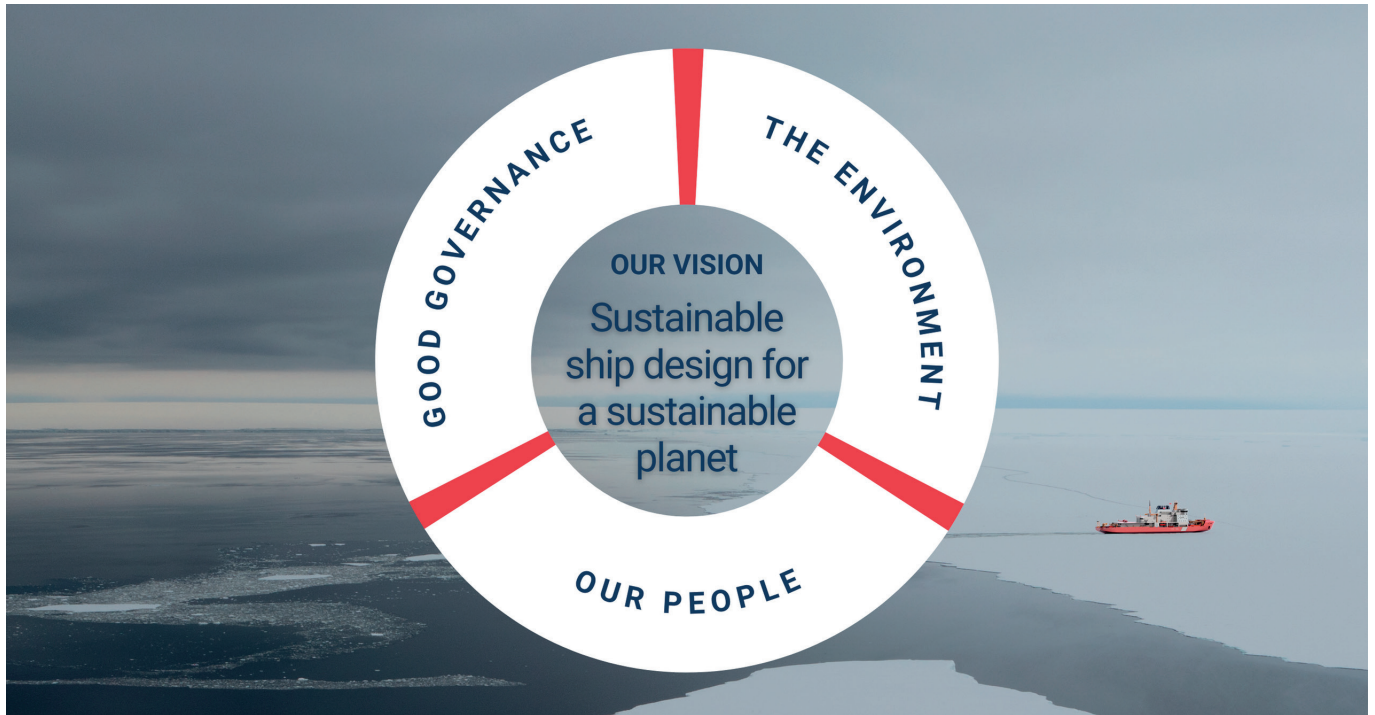 GOOD GOVERNANCE
THE ENVIRONMENT
OUR VISION
Sustainable
ship design for
a sustainable
planet
OUR PEOPLE